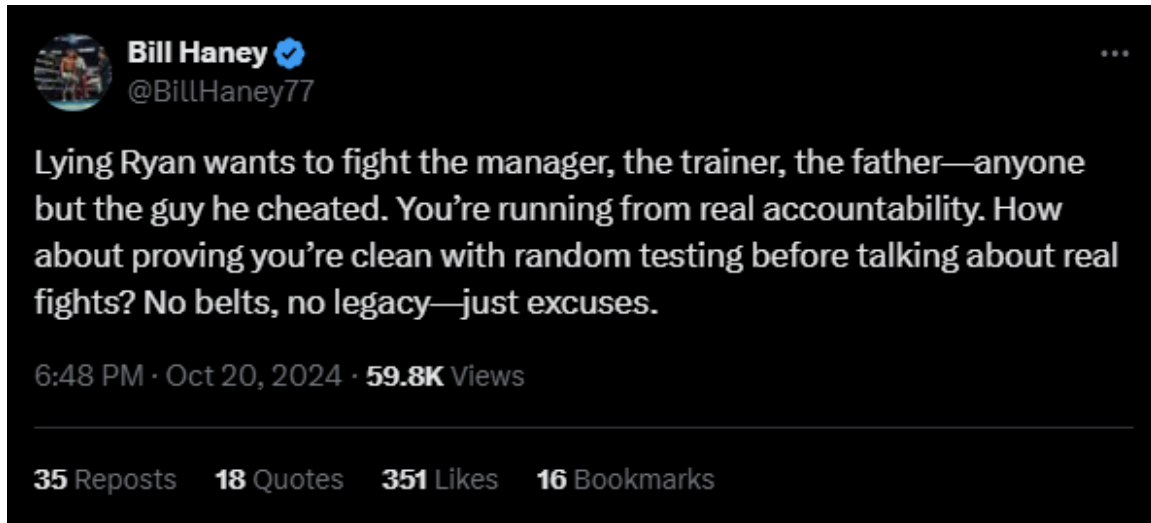 Bill Haney
@BillHaney77
Lying Ryan wants to fight the manager, the trainer, the father—anyone
but the guy he cheated. You’re running from real accountability. How
about proving you’re clean with random testing before talking about real
fights? No belts, no legacy—just excuses.
6:48 PM · Oct 20, 2024 · 59.8K Views
35 Reposts 18 Quotes 351 Likes 16 Bookmarks